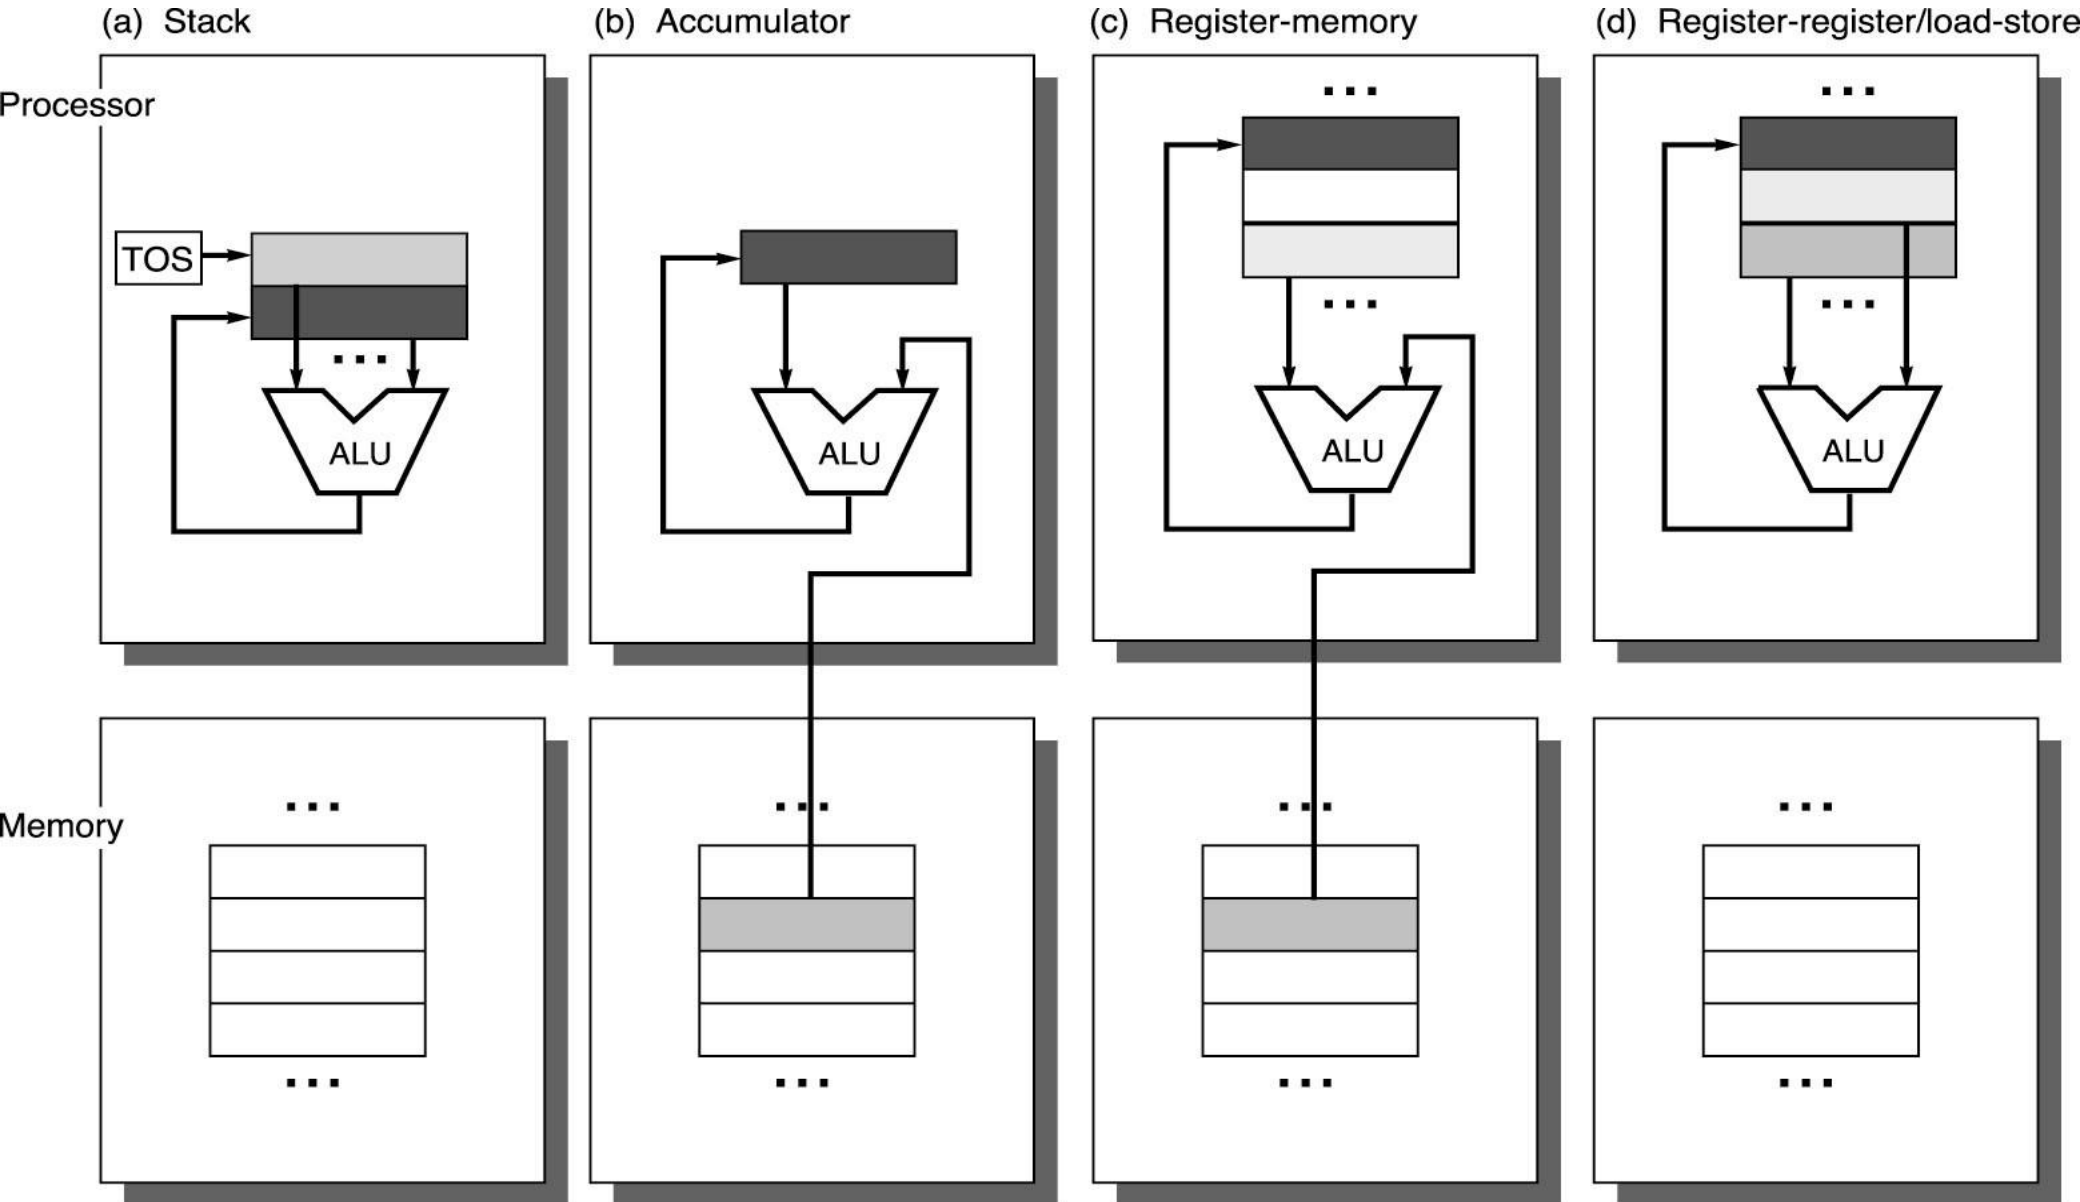 (a) Stack
(b) Accumulator
(c) Register-memory
(d) Register-register/load-store
Processor
TOS
ALU
ALU
ALU
ALU
Memory